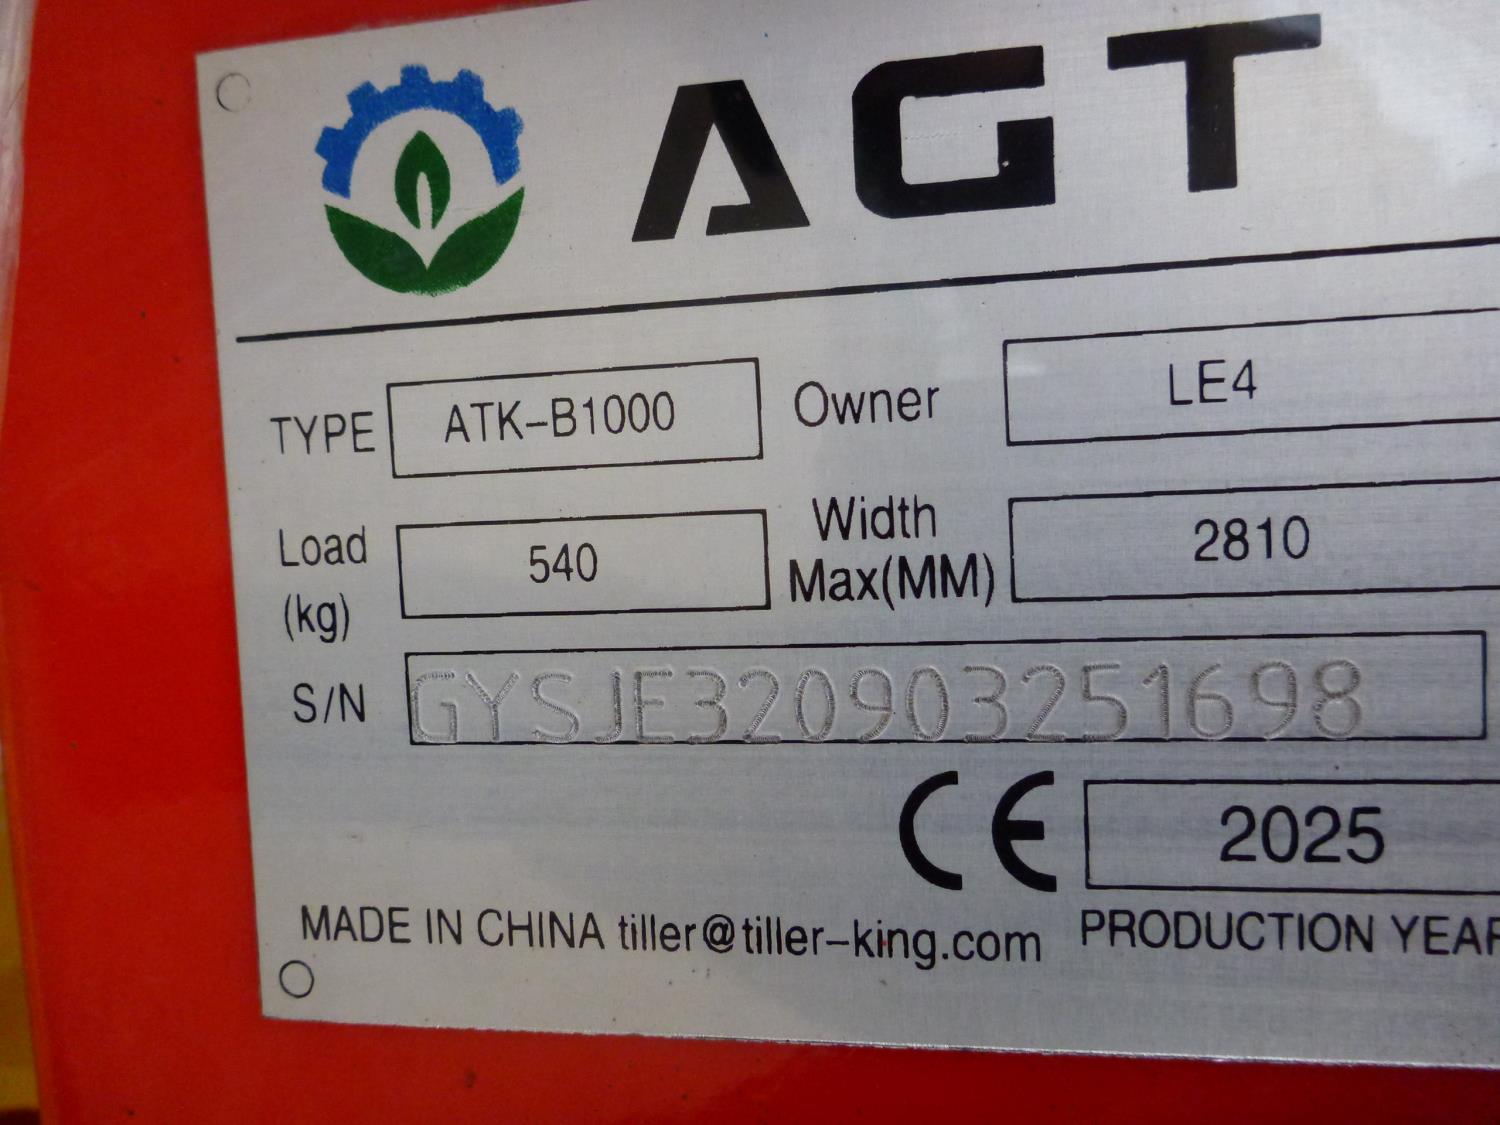 AGT
TYPE ATK-B1000 Owner LE4
Load (kg) 540 Width Max(MM) 2810
S/N GYSJE320903251698
CE 2025
MADE IN CHINA tiller@tiller-king.com PRODUCTION YEAR